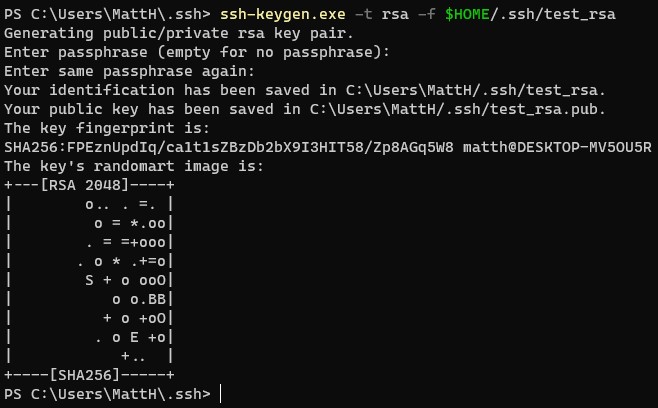 PS C:\Users\MattH\.ssh> ssh-keygen.exe -t rsa -f $HOME/.ssh/test_rsa
Generating public/private rsa key pair.
Enter passphrase (empty for no passphrase):
Enter same passphrase again:
Your identification has been saved in C:\Users\MattH/.ssh/test_rsa.
Your public key has been saved in C:\Users\MattH/.ssh/test_rsa.pub.
The key fingerprint is:
SHA256:FPEznUpdIq/ca1t1sZBzDb2bX9I3HIT58/Zp8AGq5W8 matth@DESKTOP-MV5OU5R
The key's randomart image is:
+---[RSA 2048]----+
|        o.. . =. |
|         o = *.oo|
|        . = =+ooo|
|       . o * .+=o|
|        S + o ooO|
|           o o.BB|
|          + o +oO|
|         . o E +o|
|            +..  |
+----[SHA256]-----+
PS C:\Users\MattH\.ssh>